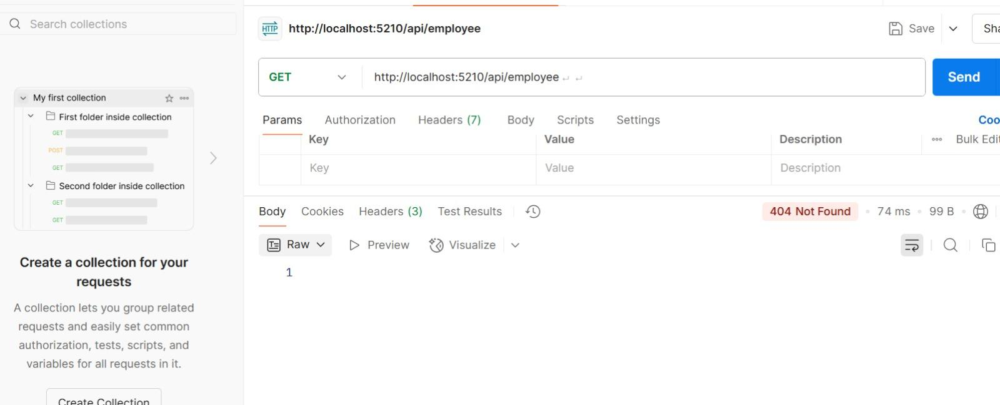 Search collections
My first collection
First folder inside collection
GET
POST
GET
Second folder inside collection
GET
GET
Create a collection for your
requests
A collection lets you group related
requests and easily set common
authorization, tests, scripts, and
variables for all requests in it.
Create Collection
HTTP http://localhost:5210/api/employee Save Sha
GET http://localhost:5210/api/employee ↵ ↵ Send
Params Authorization Headers (7) Body Scripts Settings Coo
Key Value Description Bulk Edit
Key Value Description
Body Cookies Headers (3) Test Results 404 Not Found • 74 ms • 99 B •
Raw Preview Visualize
1